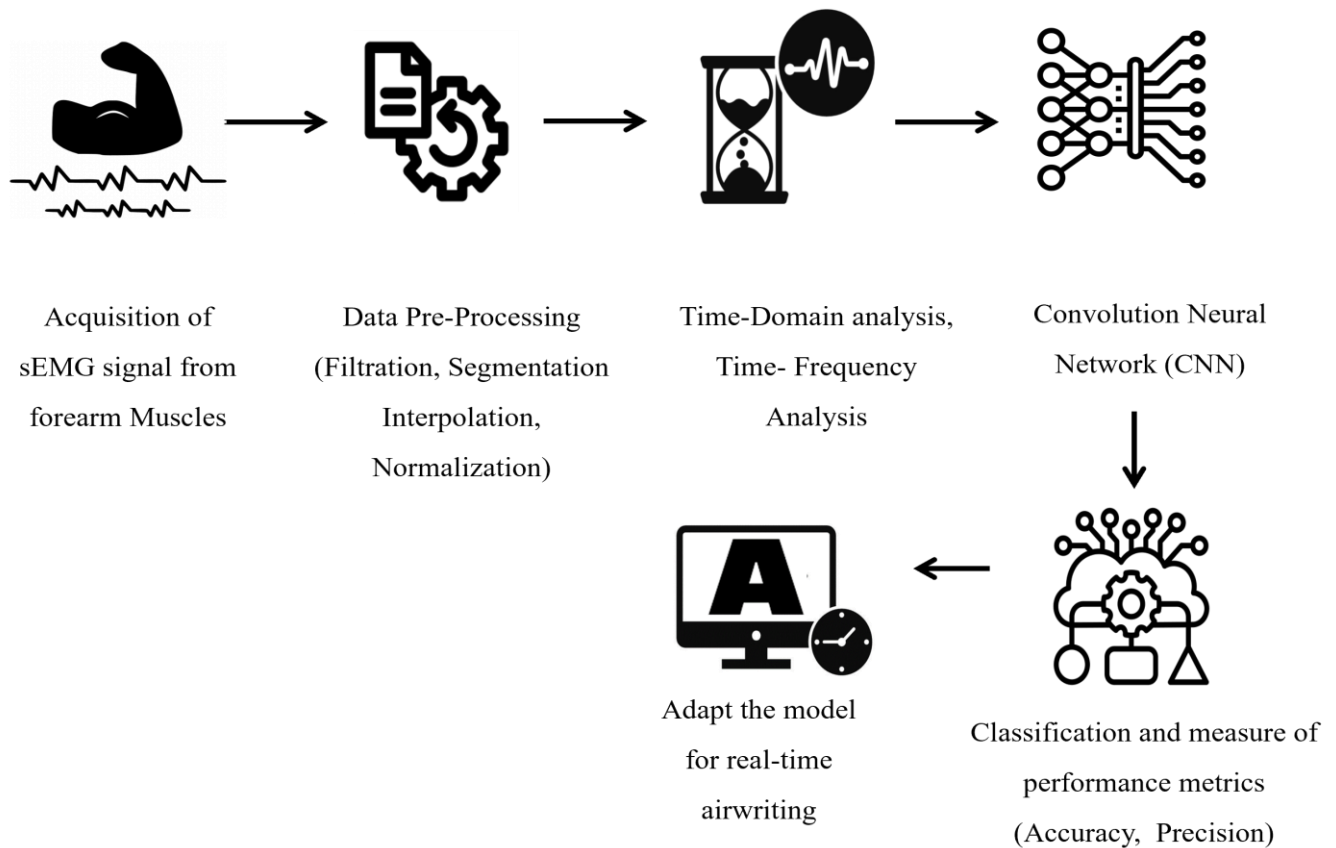 Acquisition of
sEMG signal from
forearm Muscles
Data Pre-Processing
(Filtration, Segmentation
Interpolation,
Normalization)
Time-Domain analysis,
Time- Frequency
Analysis
Convolution Neural
Network (CNN)
A
Adapt the model
for real-time
airwriting
Classification and measure of
performance metrics
(Accuracy, Precision)